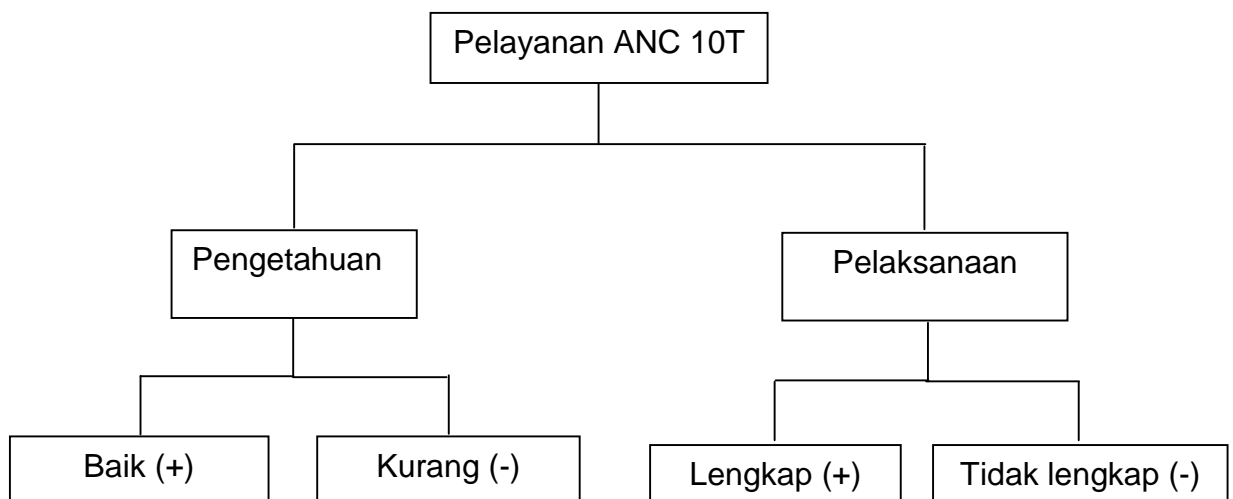 Pelayanan ANC 10T
Pengetahuan
Pelaksanaan
Baik (+)
Kurang (-)
Lengkap (+)
Tidak lengkap (-)